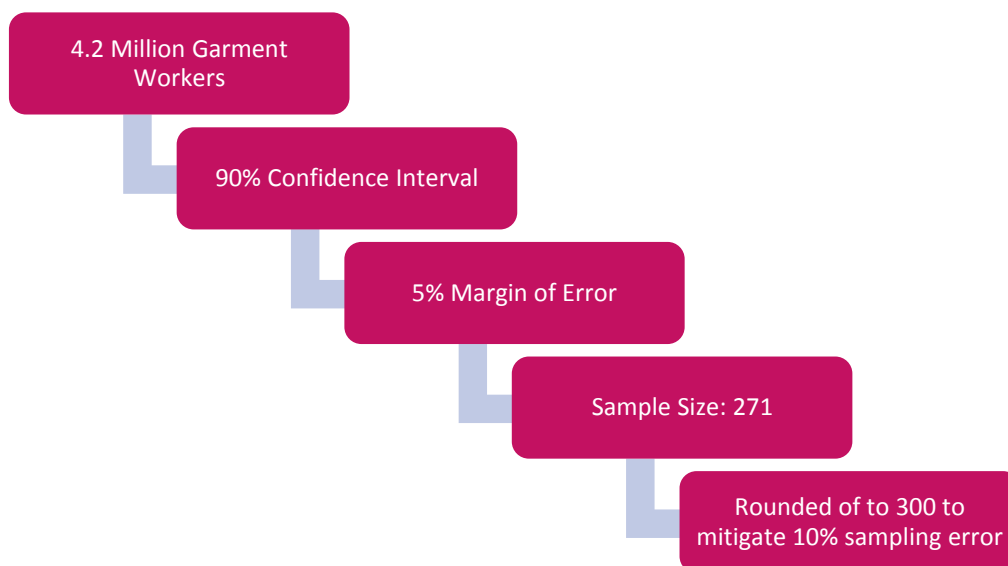 4.2 Million Garment
Workers
90% Confidence Interval
5% Margin of Error
Sample Size: 271
Rounded of to 300 to
mitigate 10% sampling error